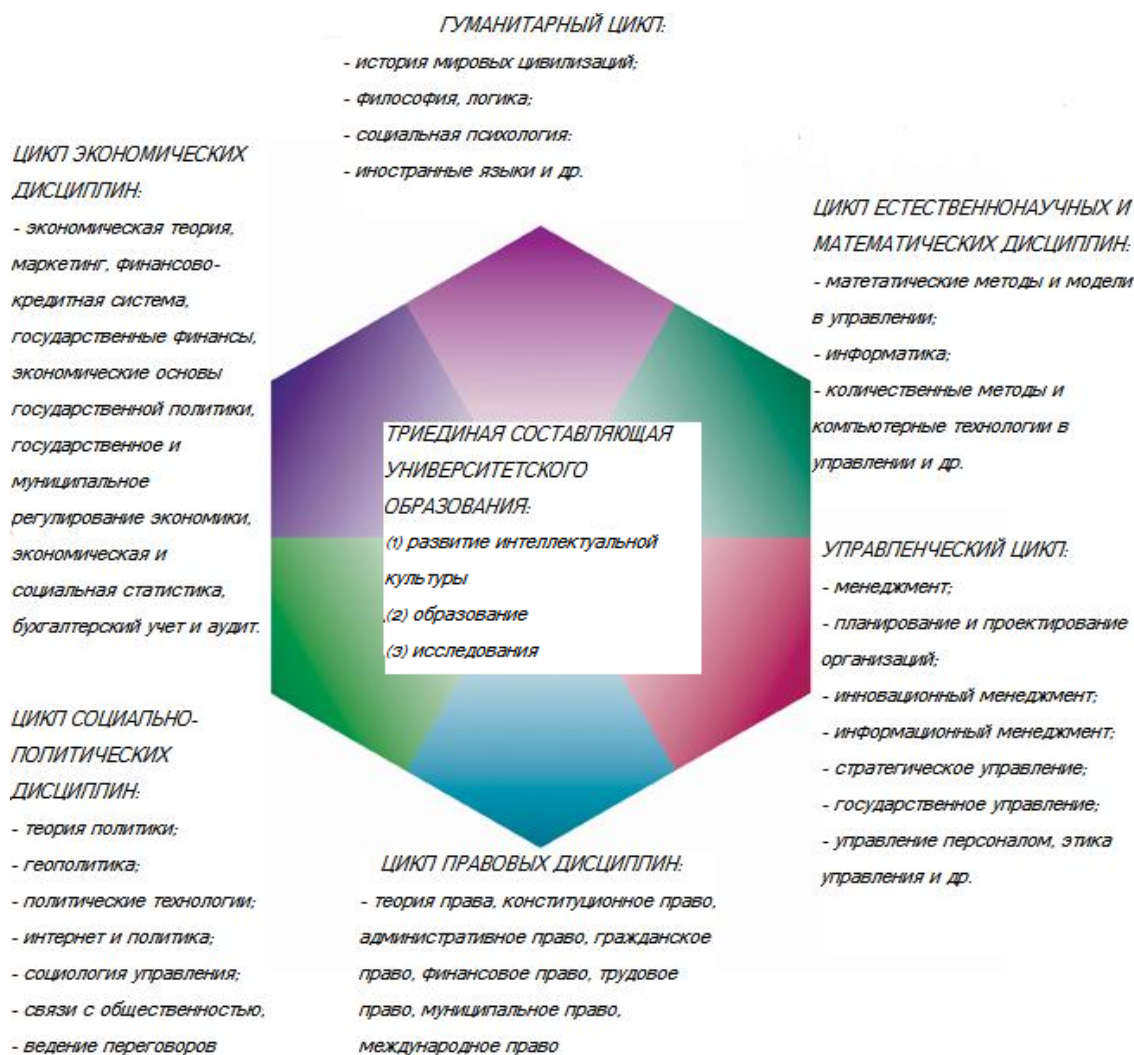 ГУМАНИТАРНЫЙ ЦИКЛ:
- история мировых цивилизаций;
- философия, логика;
- социальная психология:
- иностранные языки и др.
ЦИКЛ ЭКОНОМИЧЕСКИХ
ДИСЦИПЛИН:
- экономическая теория,
маркетинг, финансово-
кредитная система,
государственные финансы,
экономические основы
государственной политики,
государственное и
муниципальное
регулирование экономики,
экономическая и
социальная статистика,
бухгалтерский учет и аудит.
ЦИКЛ ЕСТЕСТВЕННОНАУЧНЫХ И
МАТЕМАТИЧЕСКИХ ДИСЦИПЛИН:
- матетатические методы и модели
в управлении;
- информатика;
- количественные методы и
компьютерные технологии в
управлении и др.
ТРИЕДИНАЯ СОСТАВЛЯЮЩАЯ
УНИВЕРСИТЕТСКОГО
ОБРАЗОВАНИЯ:
(1) развитие интеллектуальной
культуры
(2) образование
(3) исследования
УПРАВЛЕНЧЕСКИЙ ЦИКЛ:
- менеджмент;
- планирование и проектирование
организаций;
- инновационный менеджмент;
- информационный менеджмент;
- стратегическое управление;
- государственное управление;
- управление персоналом, этика
управления и др.
ЦИКЛ СОЦИАЛЬНО-
ПОЛИТИЧЕСКИХ
ДИСЦИПЛИН:
- теория политики;
- геополитика;
- политические технологии;
- интернет и политика;
- социология управления;
- связи с общественностью,
- ведение переговоров
ЦИКЛ ПРАВОВЫХ ДИСЦИПЛИН:
- теория права, конституционное право,
административное право, гражданское
право, финансовое право, трудовое
право, муниципальное право,
международное право